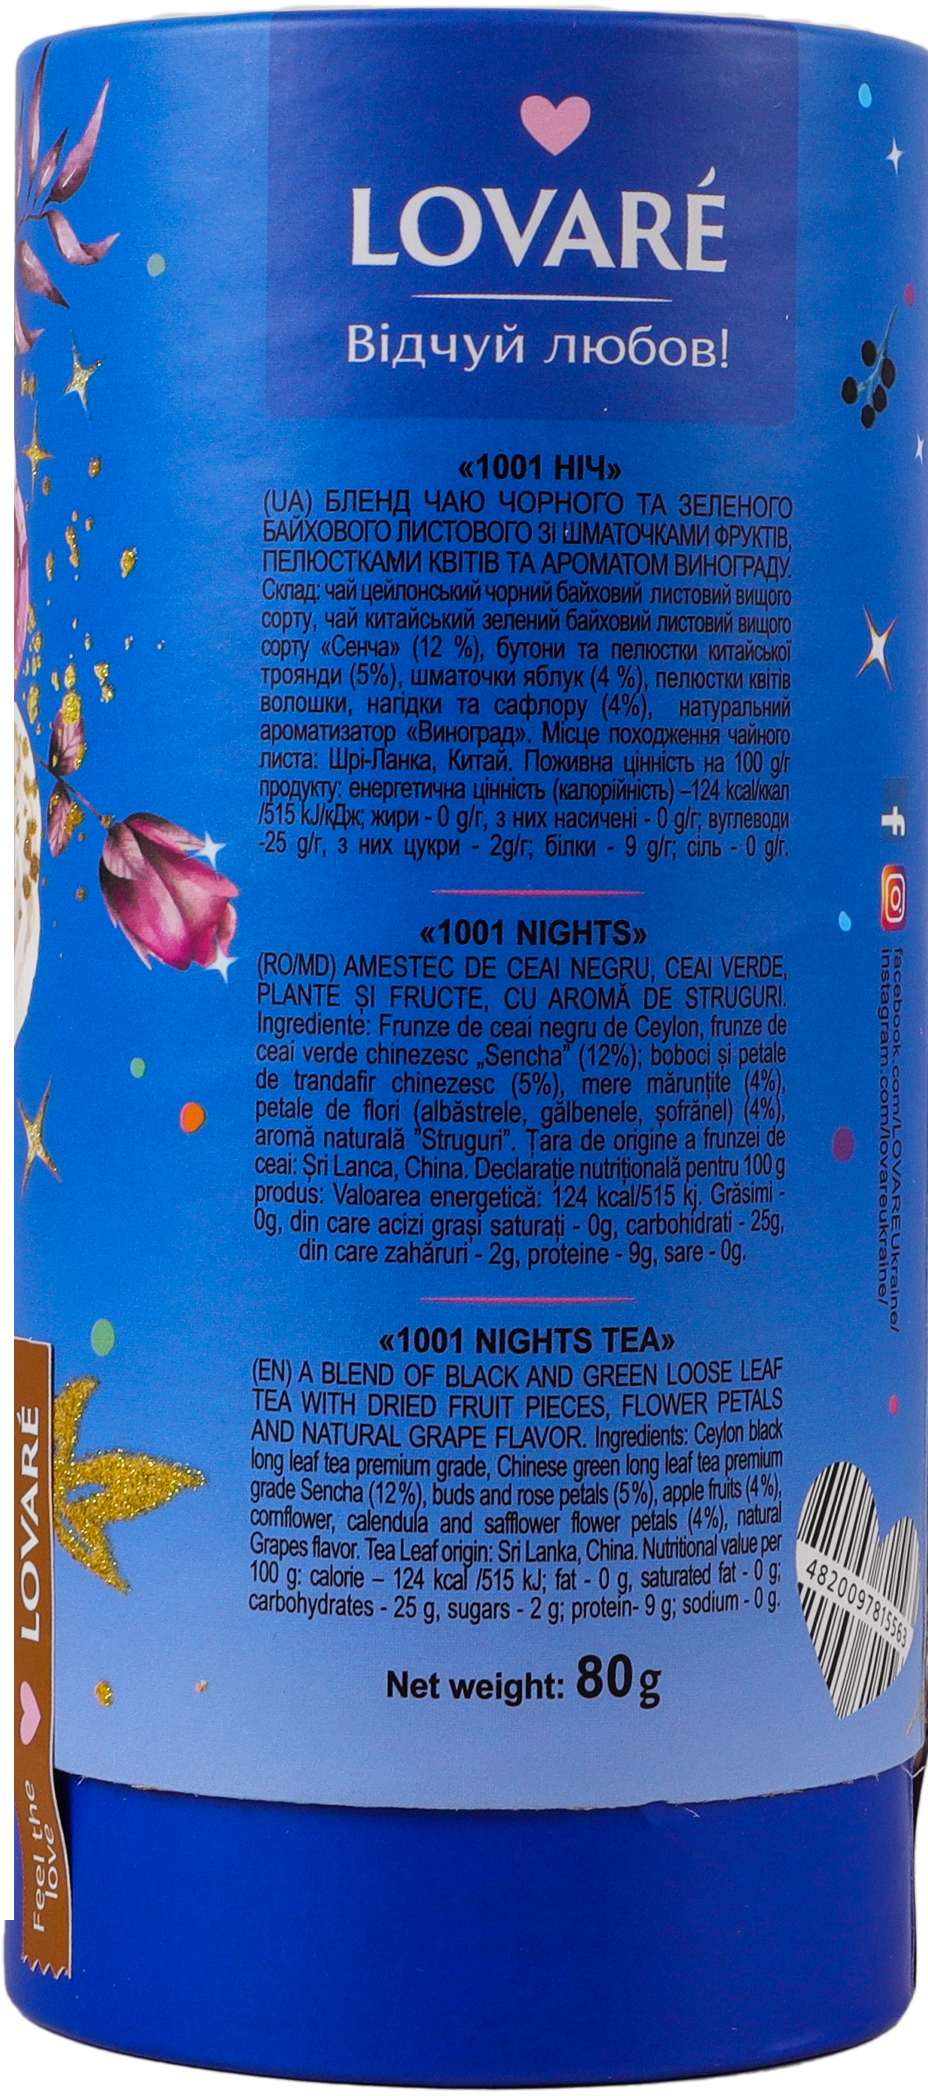 LOVARÉ
Відчуй любов!
«1001 НІЧ»
(UA) БЛЕНД ЧАЮ ЧОРНОГО ТА ЗЕЛЕНОГО
БАЙХОВОГО ЛИСТОВОГО ЗІ ШМАТОЧКАМИ ФРУКТІВ,
ПЕЛЮСТКАМИ КВІТІВ ТА АРОМАТОМ ВИНОГРАДУ.
Склад: чай цейлонський чорний байховий листовий вищого
сорту, чай китайський зелений байховий листовий вищого
сорту «Сенча» (12 %), бутони та пелюстки китайської
троянди (5%), шматочки яблук (4 %), пелюстки квітів
волошки, нагідки та сафлору (4%), натуральний
ароматизатор «Виноград». Місце походження чайного
листа: Шрі-Ланка, Китай. Поживна цінність на 100 g/г
продукту: енергетична цінність (калорійність) –124 kcal/ккал
/515 kJ/кДж; жири - 0 g/г, з них насичені - 0 g/г; вуглеводи
-25 g/г, з них цукри - 2g/г; білки - 9 g/г; сіль - 0 g/г.
«1001 NIGHTS»
(RO/MD) AMESTEC DE CEAI NEGRU, CEAI VERDE,
PLANTE ȘI FRUCTE, CU AROMĂ DE STRUGURI.
Ingrediente: Frunze de ceai negru de Ceylon, frunze de
ceai verde chinezesc „Sencha” (12%); boboci și petale
de trandafir chinezesc (5%), mere mărunțite (4%),
petale de flori (albăstrele, gălbenele, șofrănel) (4%),
aromă naturală ”Struguri”. Țara de origine a frunzei de
ceai: Șri Lanca, China. Declarație nutrițională pentru 100 g
produs: Valoarea energetică: 124 kcal/515 kj. Grăsimi -
0g, din care acizi grași saturați - 0g, carbohidrati - 25g,
din care zahăruri - 2g, proteine - 9g, sare - 0g.
«1001 NIGHTS TEA»
(EN) A BLEND OF BLACK AND GREEN LOOSE LEAF
TEA WITH DRIED FRUIT PIECES, FLOWER PETALS
AND NATURAL GRAPE FLAVOR. Ingredients: Ceylon black
long leaf tea premium grade, Chinese green long leaf tea premium
grade Sencha (12%), buds and rose petals (5%), apple fruits (4%),
cornflower, calendula and safflower flower petals (4%), natural
Grapes flavor. Tea Leaf origin: Sri Lanka, China. Nutritional value per
100 g: calorie – 124 kcal /515 kJ; fat - 0 g, saturated fat - 0 g;
carbohydrates - 25 g, sugars - 2 g; protein- 9 g; sodium - 0 g.
Net weight: 80 g
facebook.com/LOVAREUkraine/
instagram.com/lovareukraine/
4820097815563
LOVARÉ
Feel the
love